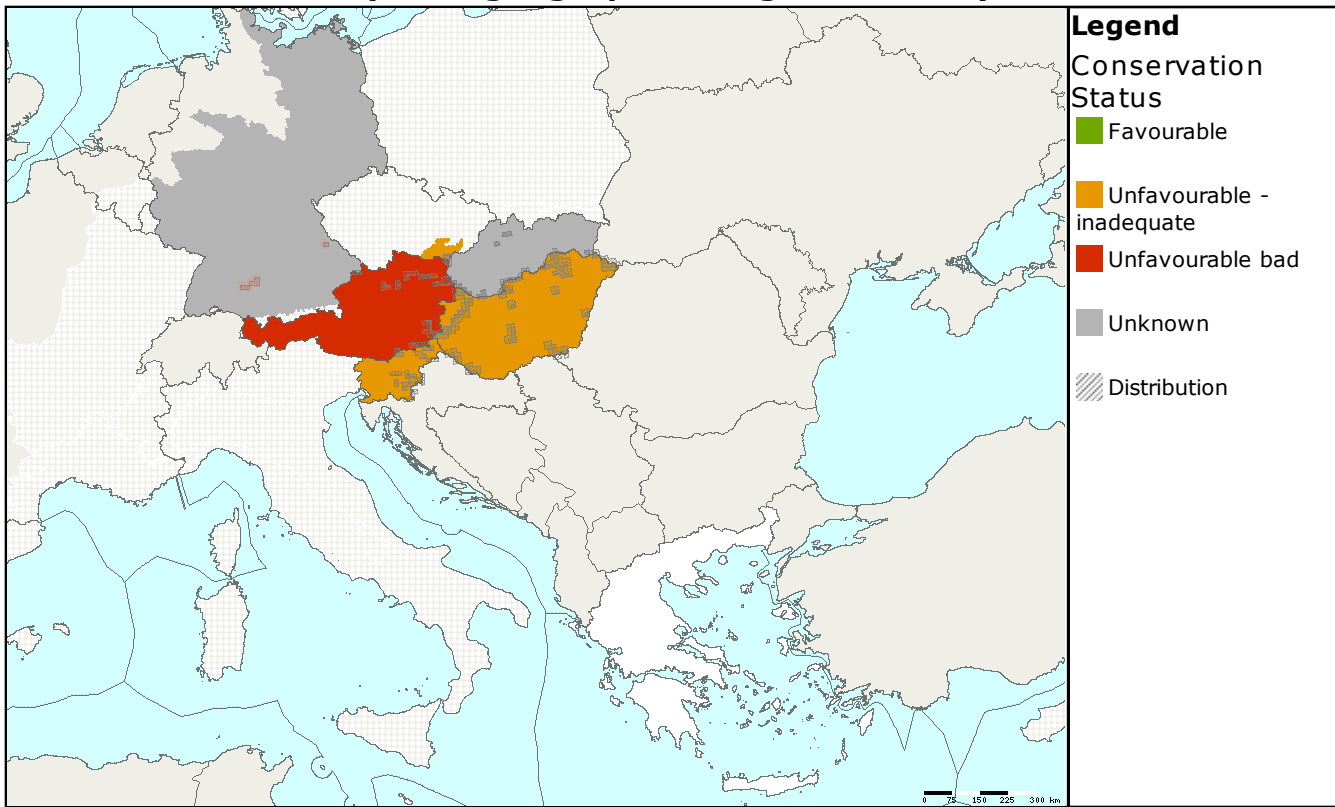 Legend
Conservation
Status
Favourable
Unfavourable -
inadequate
Unfavourable bad
Unknown
Distribution
0 75 150 225 300 km